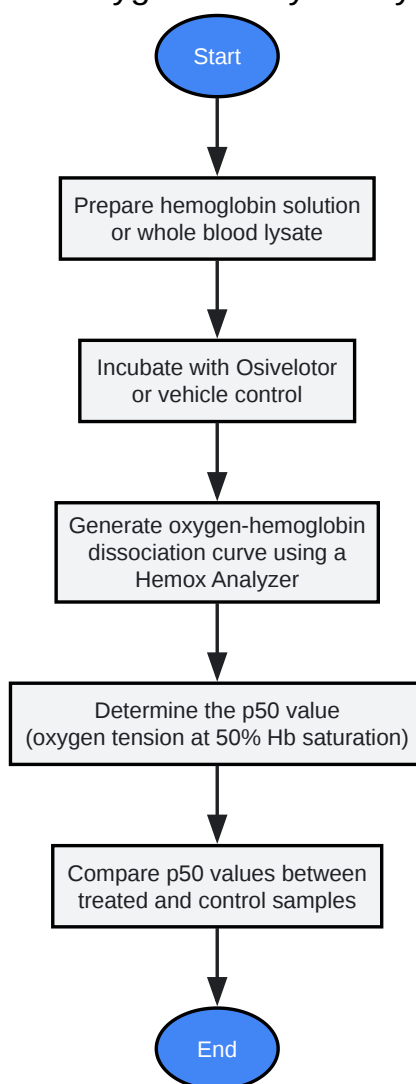 Start
Prepare hemoglobin solution
or whole blood lysate
Incubate with Osivelotor
or vehicle control
Generate oxygen-hemoglobin
dissociation curve using a
Hemox Analyzer
Determine the p50 value
(oxygen tension at 50% Hb saturation)
Compare p50 values between
treated and control samples
End